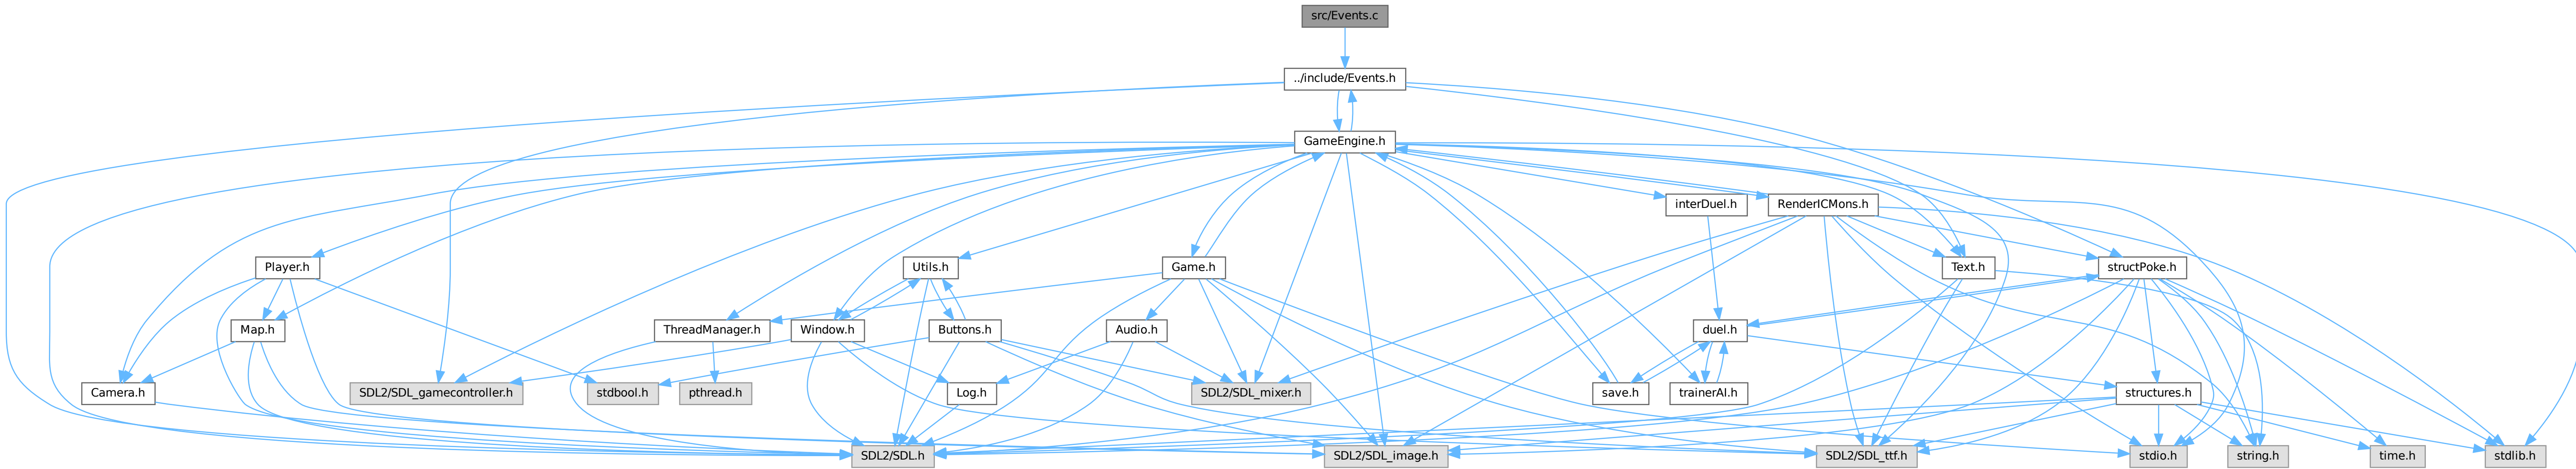 src/Events.c
../include/Events.h
GameEngine.h
interDuel.h
RenderICMons.h
Player.h
Utils.h
Game.h
Text.h
structPoke.h
Map.h
ThreadManager.h
Window.h
Buttons.h
Audio.h
duel.h
Camera.h
SDL2/SDL_gamecontroller.h
stdbool.h
pthread.h
Log.h
SDL2/SDL_mixer.h
save.h
trainerAI.h
structures.h
SDL2/SDL.h
SDL2/SDL_image.h
SDL2/SDL_ttf.h
stdio.h
string.h
time.h
stdlib.h